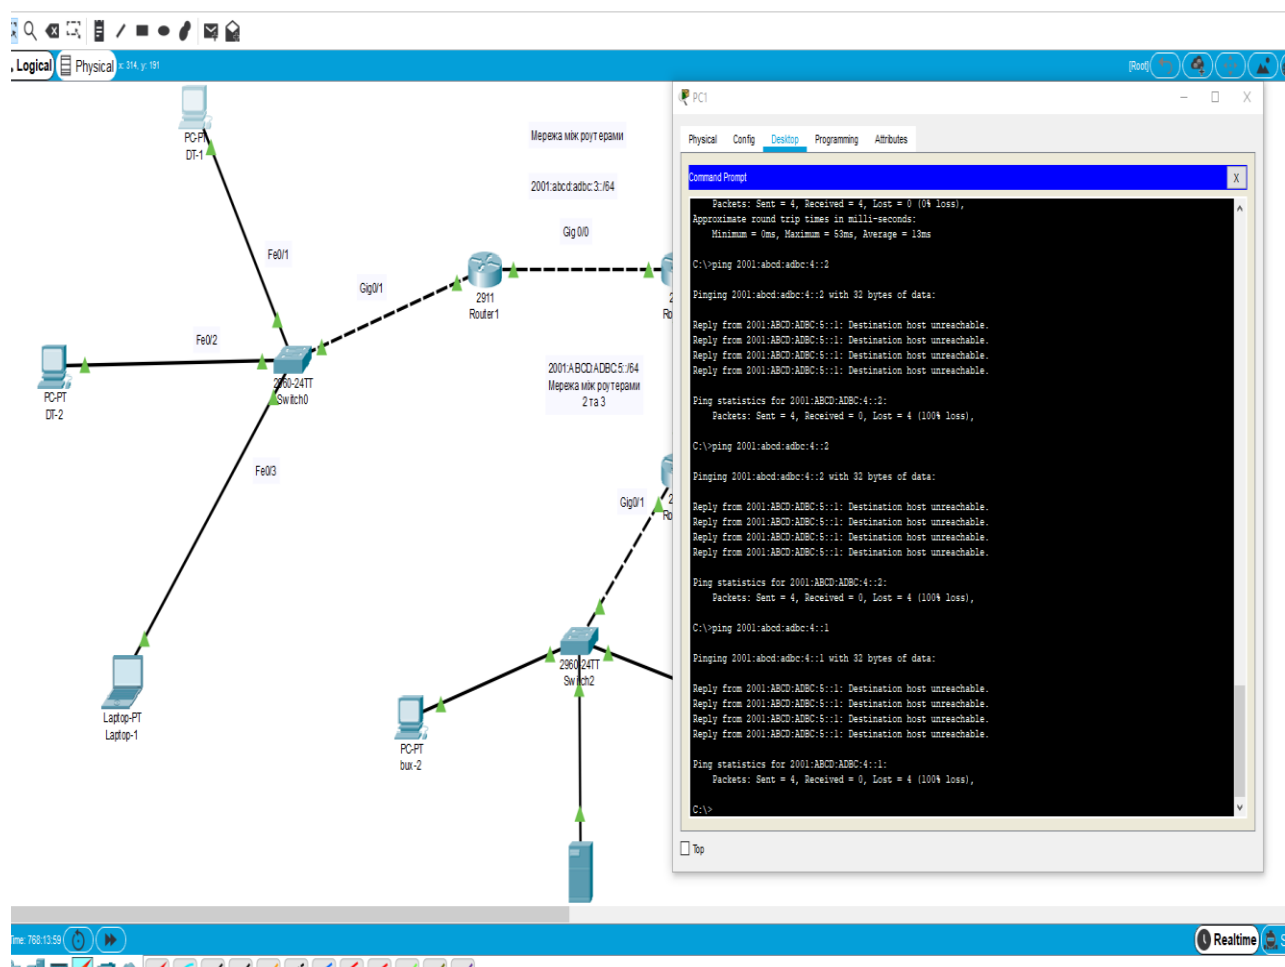 Logical
Physical
x: 314, y: 191
[Root]
PC-PT
DT-1
Fe0/1
Fe0/2
PC-PT
DT-2
Gig0/1
2960-24TT
Switch0
Fe0/3
Laptop-PT
Laptop-1
Мережа між роутерами
2001:abcd:adbc:3::/64
Gig 0/0
2911
Router1
2001:ABCD:ADBC:5::/64
Мережа між роутерами
2 та 3
Gig0/1
2960-24TT
Switch2
PC-PT
bux-2
PC1
Physical
Config
Desktop
Programming
Attributes
Command Prompt
X
Packets: Sent = 4, Received = 4, Lost = 0 (0% loss),
Approximate round trip times in milli-seconds:
Minimum = 0ms, Maximum = 53ms, Average = 13ms
C:\>ping 2001:abcd:adbc:4::2
Pinging 2001:abcd:adbc:4::2 with 32 bytes of data:
Reply from 2001:ABCD:ADBC:5::1: Destination host unreachable.
Reply from 2001:ABCD:ADBC:5::1: Destination host unreachable.
Reply from 2001:ABCD:ADBC:5::1: Destination host unreachable.
Reply from 2001:ABCD:ADBC:5::1: Destination host unreachable.
Ping statistics for 2001:ABCD:ADBC:4::2:
Packets: Sent = 4, Received = 0, Lost = 4 (100% loss),
C:\>ping 2001:abcd:adbc:4::2
Pinging 2001:abcd:adbc:4::2 with 32 bytes of data:
Reply from 2001:ABCD:ADBC:5::1: Destination host unreachable.
Reply from 2001:ABCD:ADBC:5::1: Destination host unreachable.
Reply from 2001:ABCD:ADBC:5::1: Destination host unreachable.
Reply from 2001:ABCD:ADBC:5::1: Destination host unreachable.
Ping statistics for 2001:ABCD:ADBC:4::2:
Packets: Sent = 4, Received = 0, Lost = 4 (100% loss),
C:\>ping 2001:abcd:adbc:4::1
Pinging 2001:abcd:adbc:4::1 with 32 bytes of data:
Reply from 2001:ABCD:ADBC:5::1: Destination host unreachable.
Reply from 2001:ABCD:ADBC:5::1: Destination host unreachable.
Reply from 2001:ABCD:ADBC:5::1: Destination host unreachable.
Reply from 2001:ABCD:ADBC:5::1: Destination host unreachable.
Ping statistics for 2001:ABCD:ADBC:4::1:
Packets: Sent = 4, Received = 0, Lost = 4 (100% loss),
C:\>
Top
Time: 768:13:59
Realtime